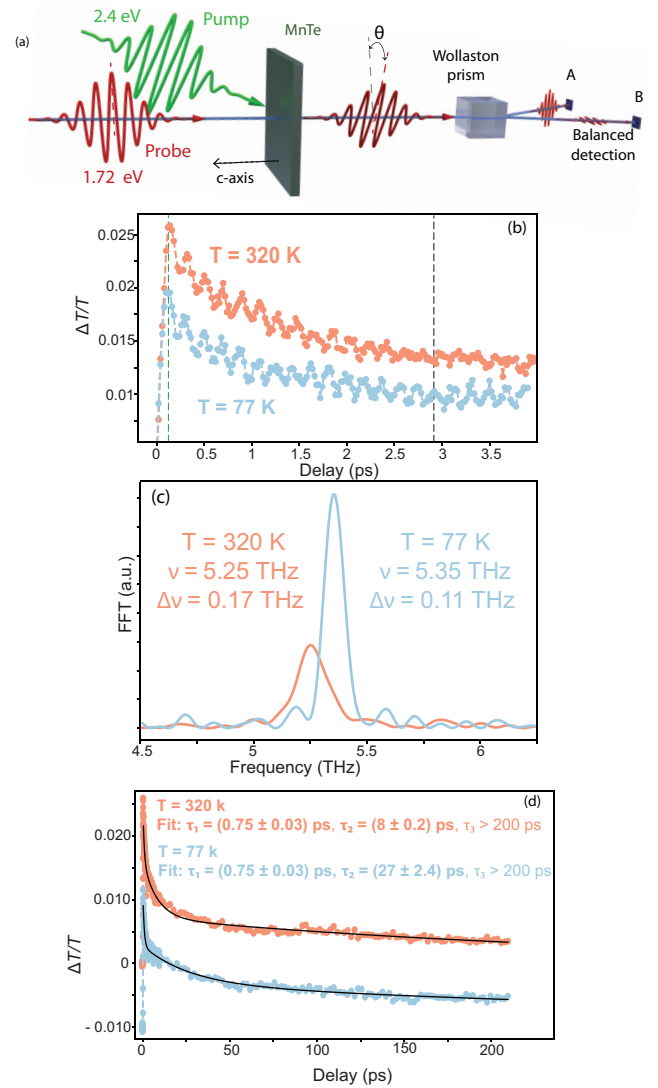 (a)
2.4 eV
Pump
MnTe
θ
Wollaston
prism
A
B
Balanced
detection
Probe
1.72 eV
c-axis
(b)
T = 320 K
T = 77 K
ΔT/T
0.025
0.02
0.015
0.01
0
0.5
1
1.5
2
2.5
3
3.5
Delay (ps)
(c)
T = 320 K
ν = 5.25 THz
Δν = 0.17 THz
T = 77 K
ν = 5.35 THz
Δν = 0.11 THz
FFT (a.u.)
4.5
5
5.5
6
Frequency (THz)
(d)
T = 320 k
Fit: τ₁ = (0.75 ± 0.03) ps, τ₂ = (8 ± 0.2) ps, τ₃ > 200 ps
T = 77 k
Fit: τ₁ = (0.75 ± 0.03) ps, τ₂ = (27 ± 2.4) ps, τ₃ > 200 ps
ΔT/T
0.020
0.010
0
- 0.010
0
50
100
150
200
Delay (ps)